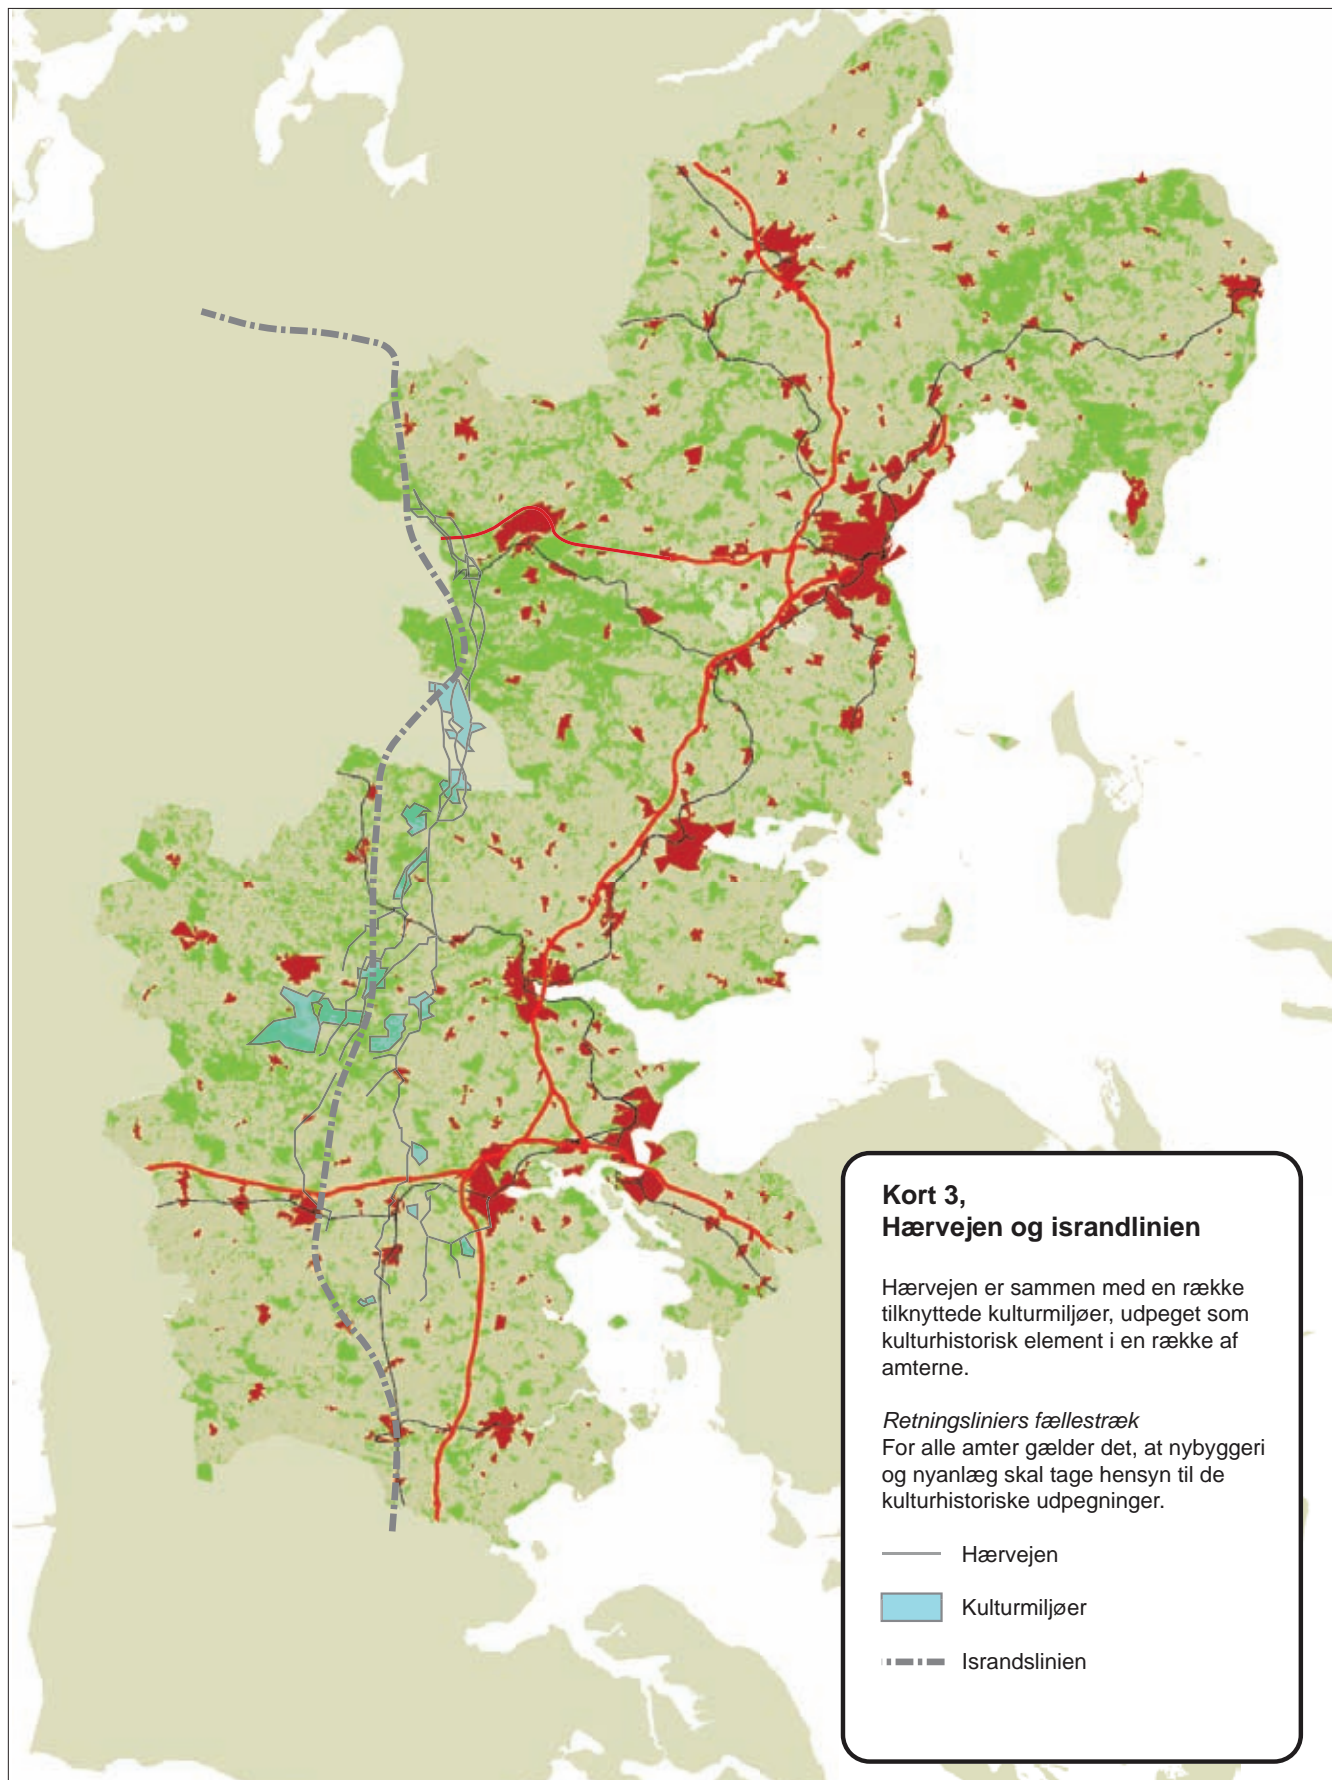 Kort 3,
Hærvejen og israndlinien
Hærvejen er sammen med en række
tilknyttede kulturmiljøer, udpeget som
kulturhistorisk element i en række af
amterne.
Retningsliniers fællestræk
For alle amter gælder det, at nybyggeri
og nyanlæg skal tage hensyn til de
kulturhistoriske udpegninger.
Hærvejen
Kulturmiljøer
Israndslinien